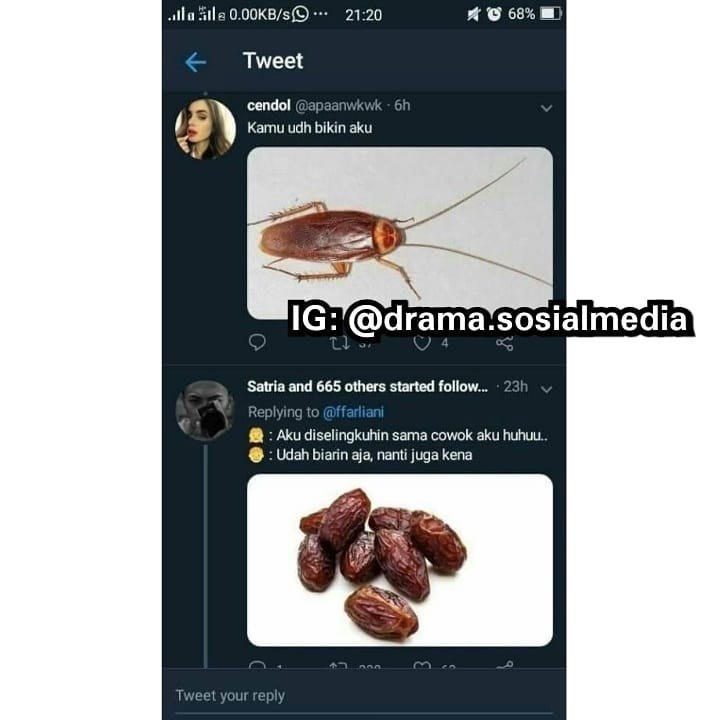 0.00KB/s ... 21:20 68%
Tweet
cendol @apaanwkwk · 6h
Kamu udh bikin aku
IG: @drama.sosialmedia
37 4
Satria and 665 others started follow... · 23h
Replying to @ffarliani
: Aku diselingkuhin sama cowok aku huhuu..
: Udah biarin aja, nanti juga kena
1
Tweet your reply